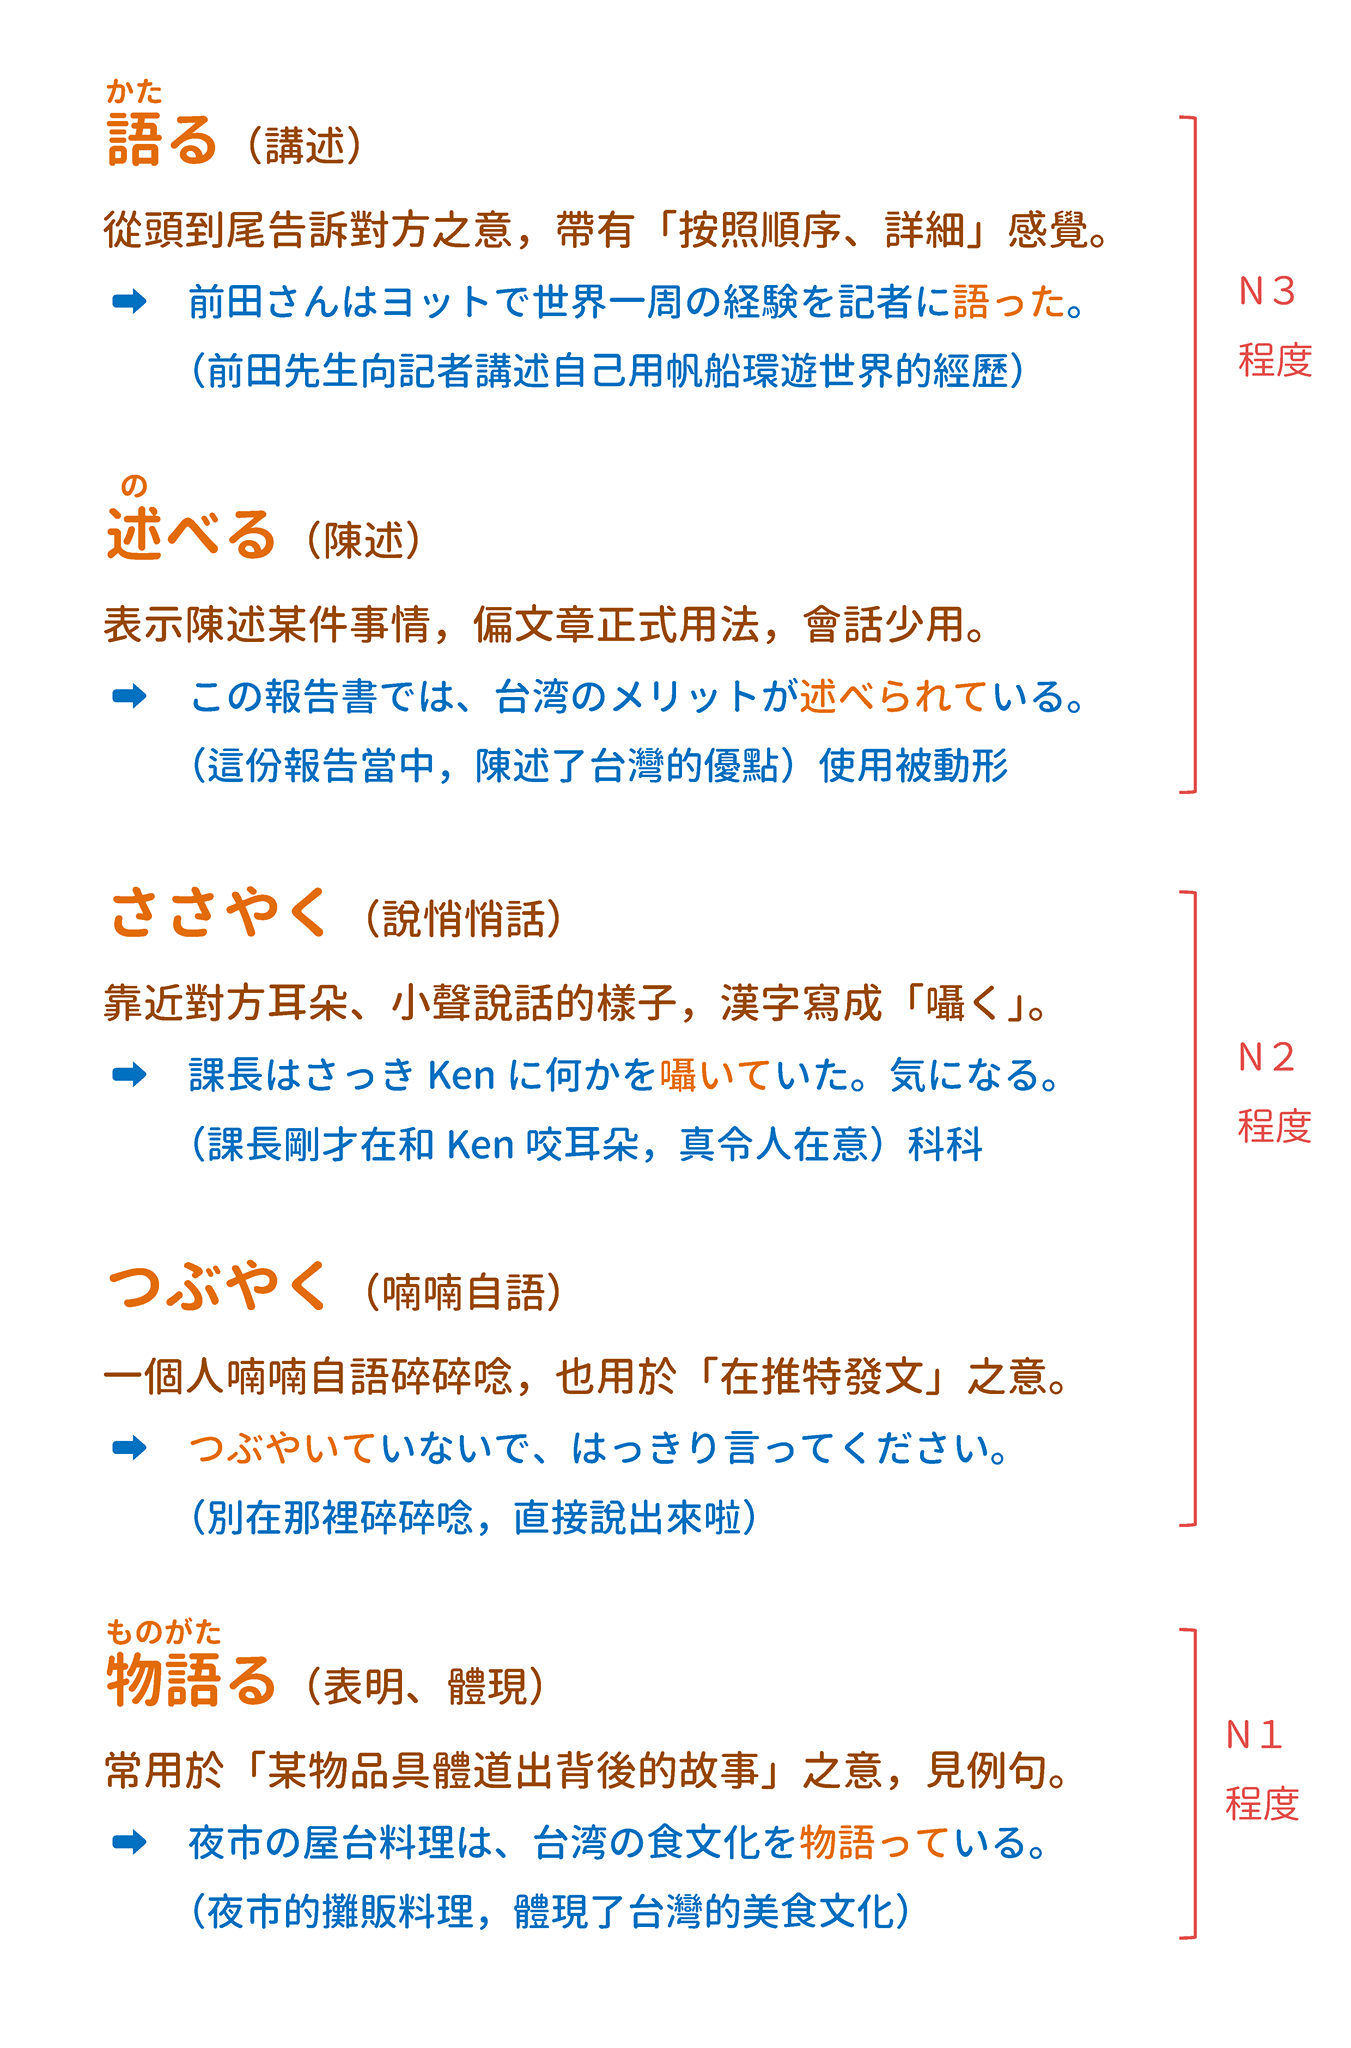 かた
語る（講述）
從頭到尾告訴對方之意，帶有「按照順序、詳細」感覺。
➡ 前田さんはヨットで世界一周の経験を記者に語った。
（前田先生向記者講述自己用帆船環遊世界的經歷）
N3
程度
の
述べる（陳述）
表示陳述某件事情，偏文章正式用法，會話少用。
➡ この報告書では、台湾のメリットが述べられている。
（這份報告當中，陳述了台灣的優點）使用被動形
ささやく（說悄悄話）
靠近對方耳朵、小聲說話的樣子，漢字寫成「囁く」。
➡ 課長はさっき Ken に何かを囁いていた。気になる。
（課長剛才在和 Ken 咬耳朵，真令人在意）科科
N2
程度
つぶやく（喃喃自語）
一個人喃喃自語碎碎唸，也用於「在推特發文」之意。
➡ つぶやいていないで、はっきり言ってください。
（別在那裡碎碎唸，直接說出來啦）
ものがた
物語る（表明、體現）
常用於「某物品具體道出背後的故事」之意，見例句。
➡ 夜市の屋台料理は、台湾の食文化を物語っている。
（夜市的攤販料理，體現了台灣的美食文化）
N1
程度